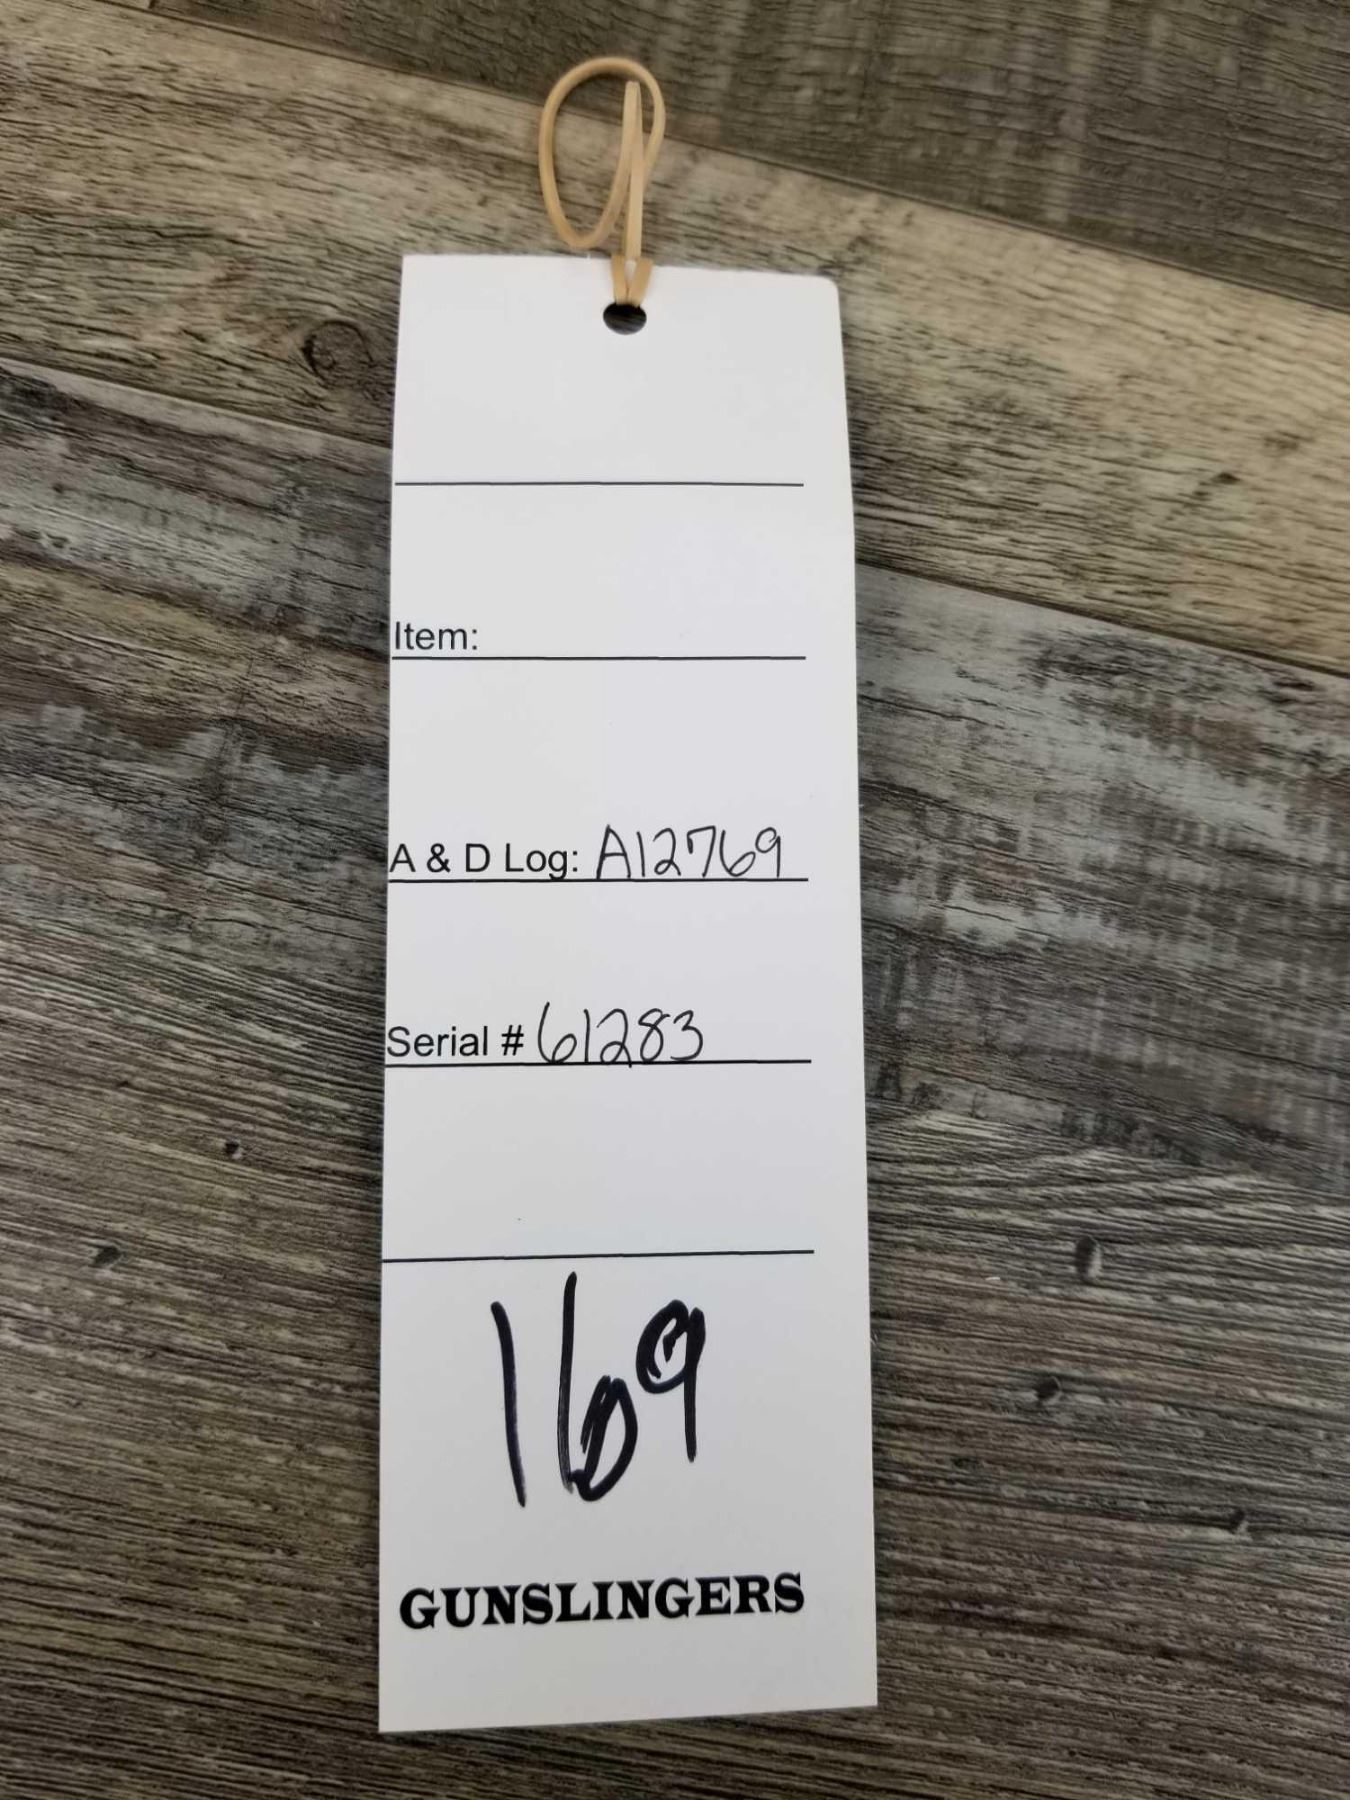 Item:
A & D Log: A12769
Serial # 61283
169
GUNSLINGERS